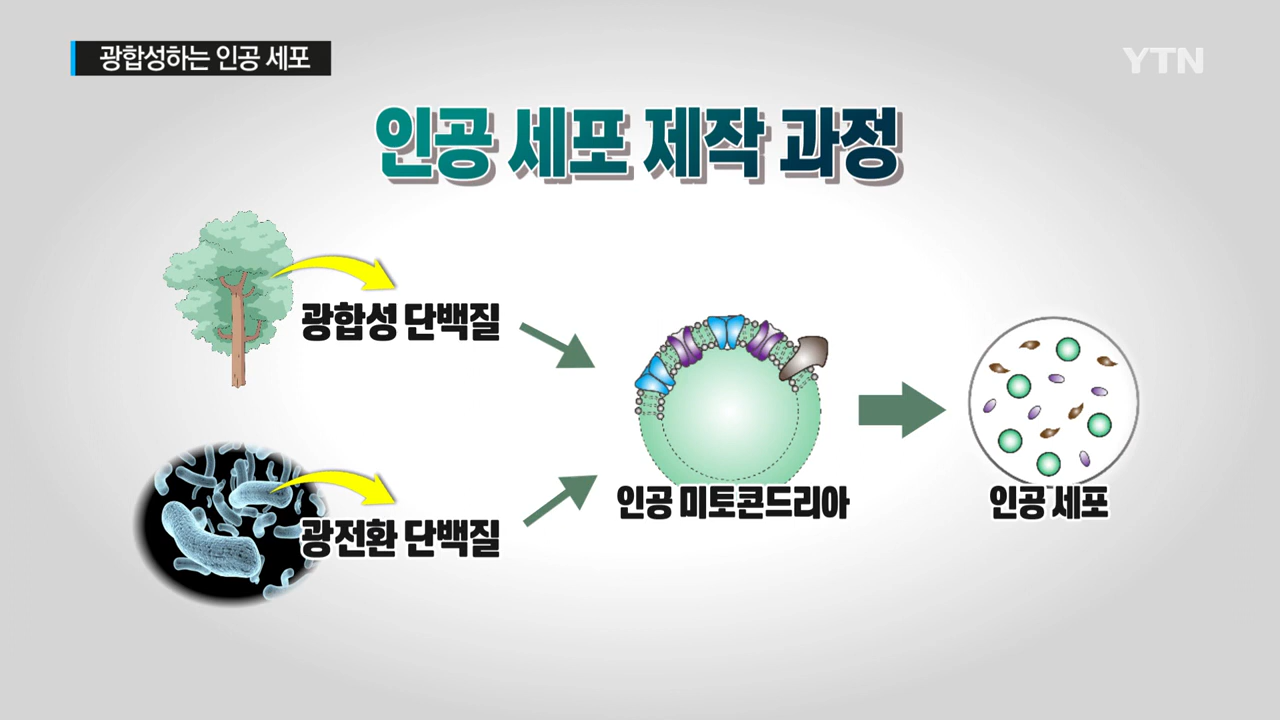 광합성하는 인공 세포
YTN
인공 세포 제작 과정
광합성 단백질
광전환 단백질
인공 미토콘드리아
인공 세포